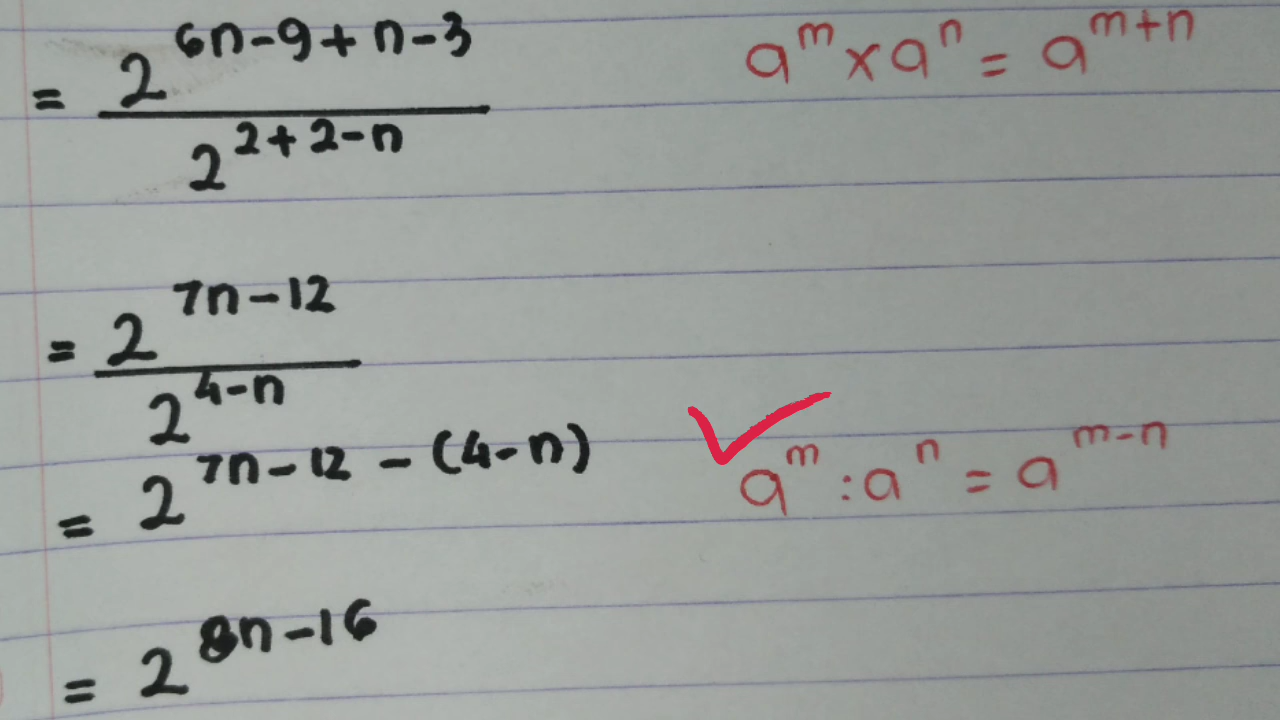 = 2^(6n-9+n-3) / 2^(2+2-n)
a^m × a^n = a^(m+n)
= 2^(7n-12) / 2^(4-n)
= 2^(7n-12-(4-n))
a^m : a^n = a^(m-n)
= 2^(8n-16)